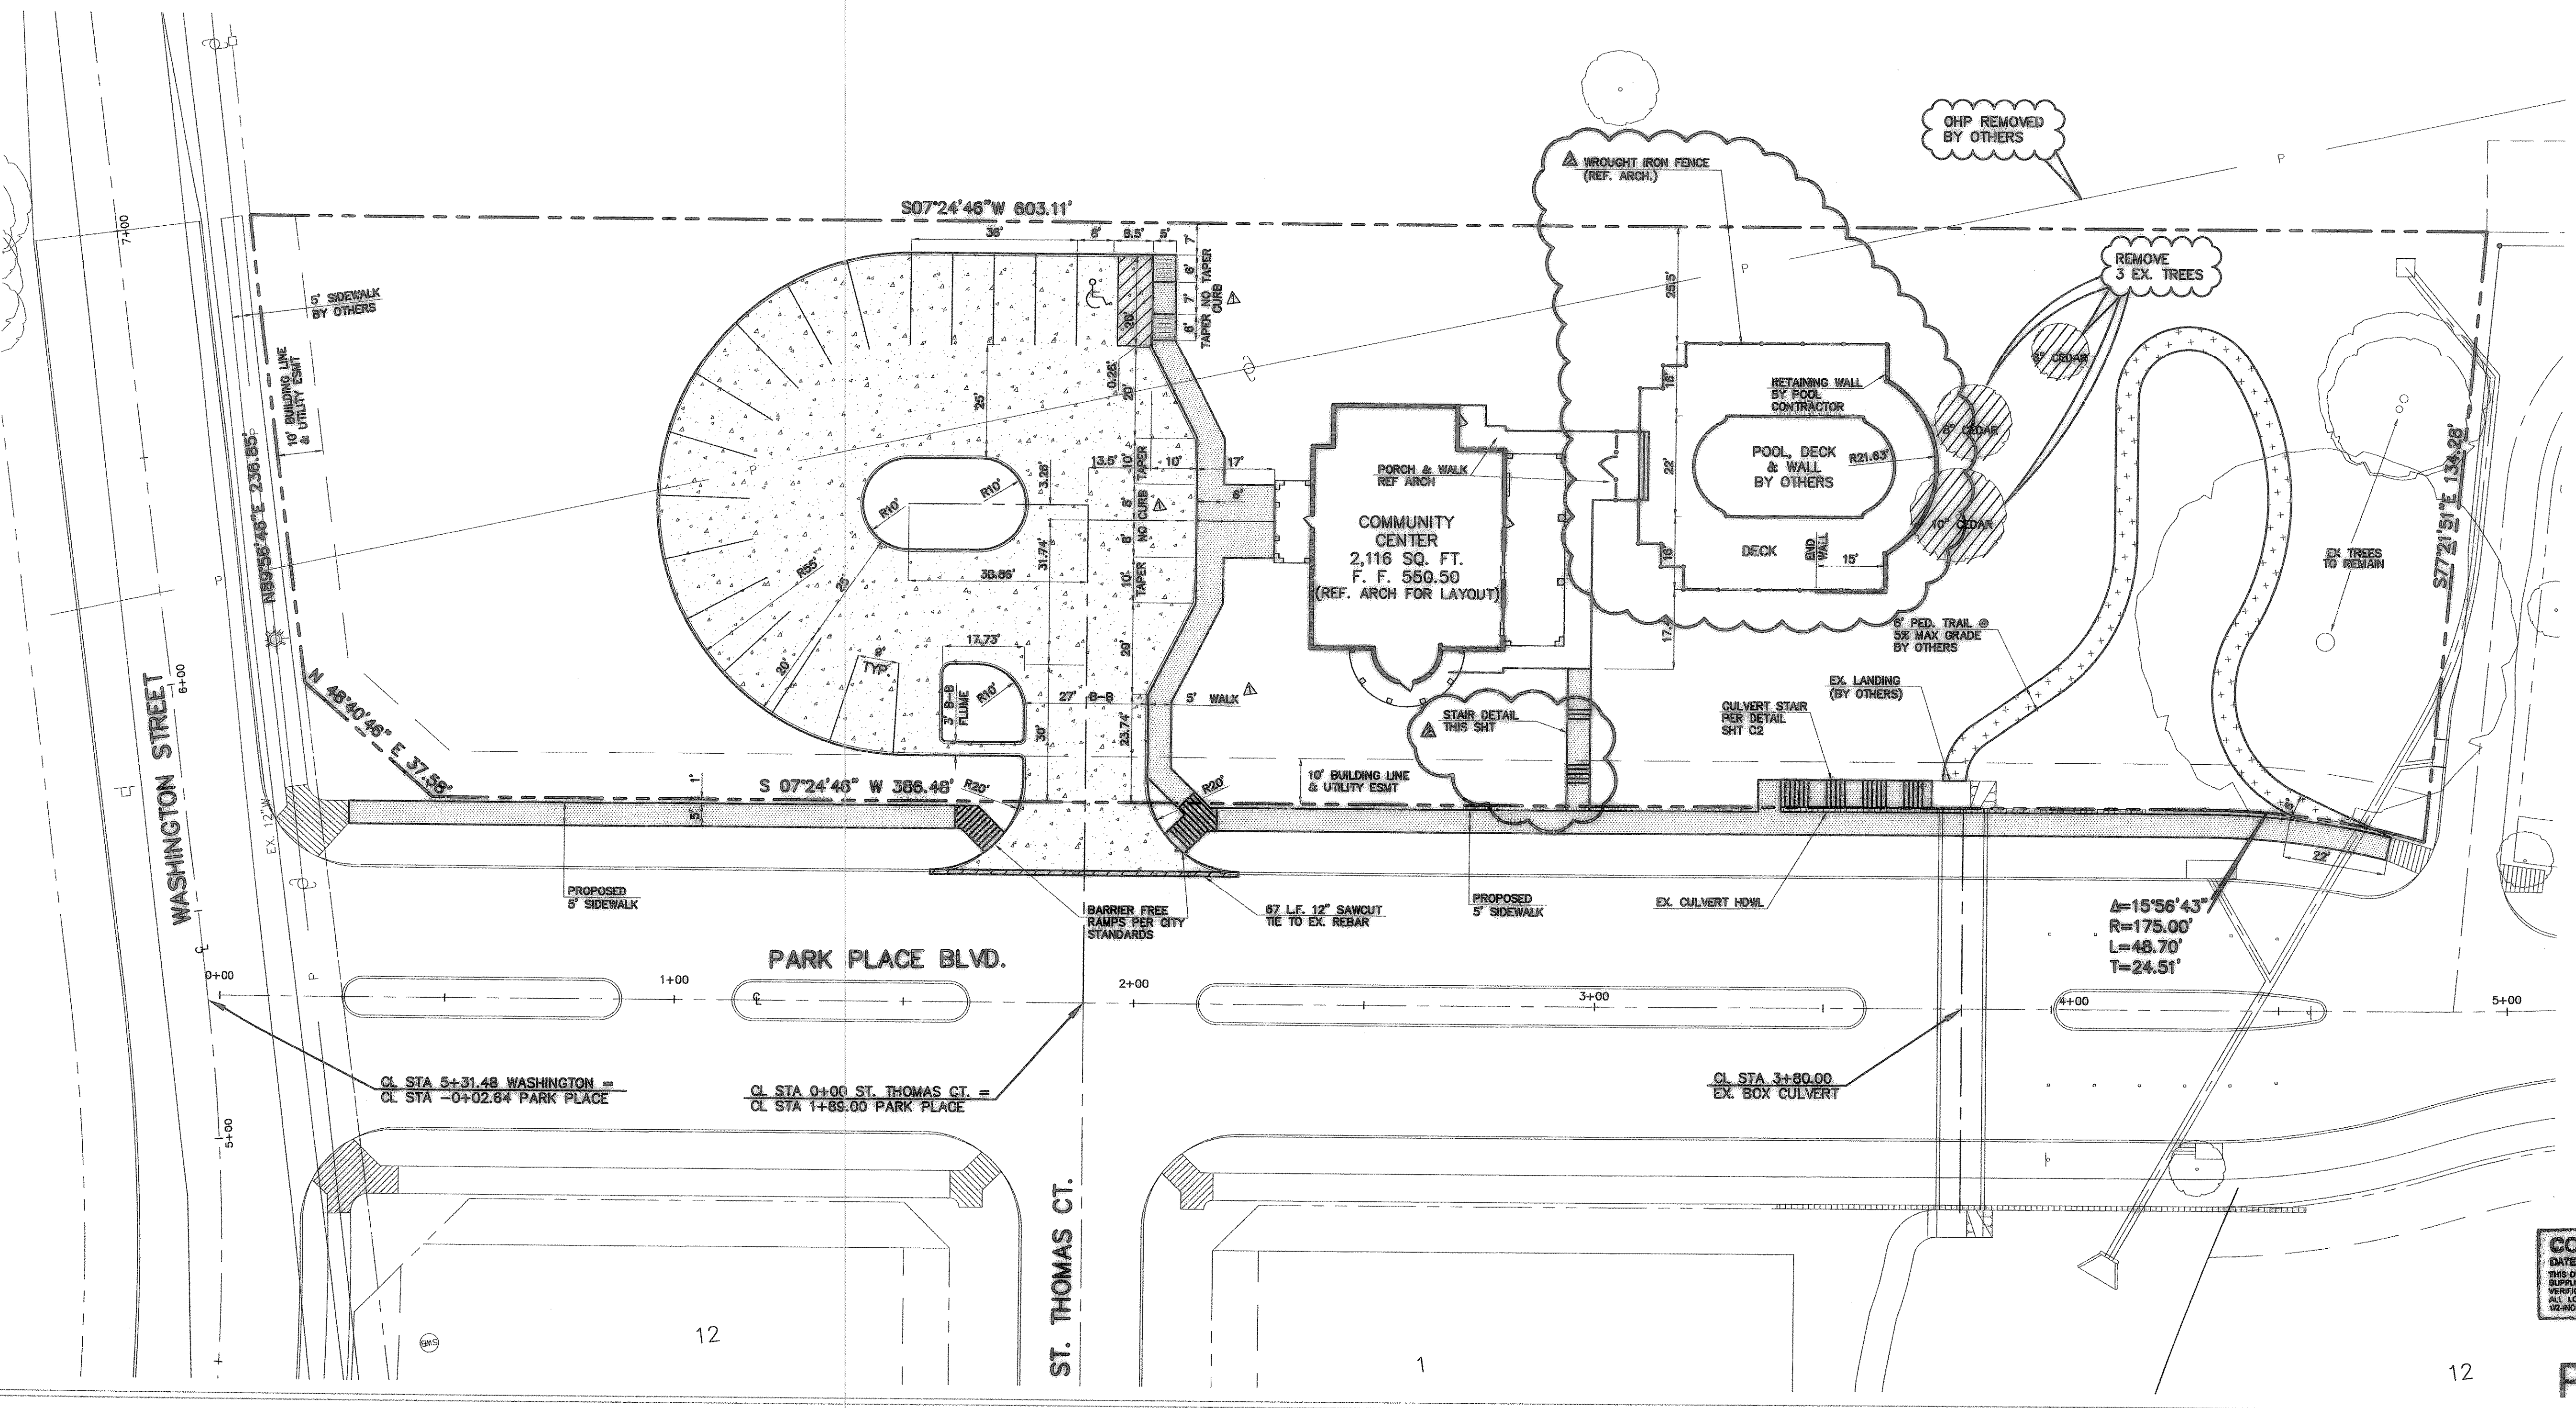 OHP REMOVED
BY OTHERS
WROUGHT IRON FENCE
(REF. ARCH.)
S07°24'46"W 603.11'
36'
8'
8.5'
5'
7'
6'
7'
6'
TAPER NO TAPER
CURB
REMOVE
3 EX. TREES
7+00
5' SIDEWALK
BY OTHERS
10' BUILDING LINE
& UTILITY ESMT
N89°56'46"E 236.85'
26'
0.26'
20'
25'
25.5'
16'
RETAINING WALL
BY POOL
CONTRACTOR
8" CEDAR
10" CEDAR
POOL, DECK
& WALL
BY OTHERS
R21.63'
22'
16'
DECK
END
WALL
15'
17.4'
PORCH & WALK
REF ARCH
13.5'
10'
17'
6'
3.26'
10'
TAPER
8'
NO CURB
8'
10'
TAPER
R10'
R10'
31.74'
38.86'
R55'
25'
20'
9'
TYP.
17.73'
R10'
3' B-B
FLUME
27' B-B
30'
20'
23.74'
5' WALK
COMMUNITY
CENTER
2,116 SQ. FT.
F. F. 550.50
(REF. ARCH FOR LAYOUT)
EX TREES
TO REMAIN
S77°21'51"E 134.28'
6' PED. TRAIL @
5% MAX GRADE
BY OTHERS
EX. LANDING
(BY OTHERS)
CULVERT STAIR
PER DETAIL
SHT C2
STAIR DETAIL
THIS SHT
10' BUILDING LINE
& UTILITY ESMT
N 48°40'46" E 37.58'
S 07°24'46" W 386.48'
1'
5'
R20'
R20'
6+00
WASHINGTON STREET
EX. 12"W
PROPOSED
5' SIDEWALK
BARRIER FREE
RAMPS PER CITY
STANDARDS
67 L.F. 12" SAWCUT
TIE TO EX. REBAR
PROPOSED
5' SIDEWALK
EX. CULVERT HDWL
6'
22'
Δ=15°56'43"
R=175.00'
L=48.70'
T=24.51'
PARK PLACE BLVD.
0+00
1+00
2+00
3+00
4+00
5+00
CL STA 5+31.48 WASHINGTON =
CL STA -0+02.64 PARK PLACE
CL STA 0+00 ST. THOMAS CT. =
CL STA 1+89.00 PARK PLACE
CL STA 3+80.00
EX. BOX CULVERT
5+00
ST. THOMAS CT.
12
1
12
SWB